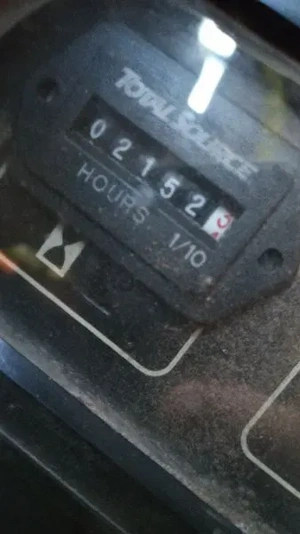 TOTAL SOURCE
021523
HOURS 1/10